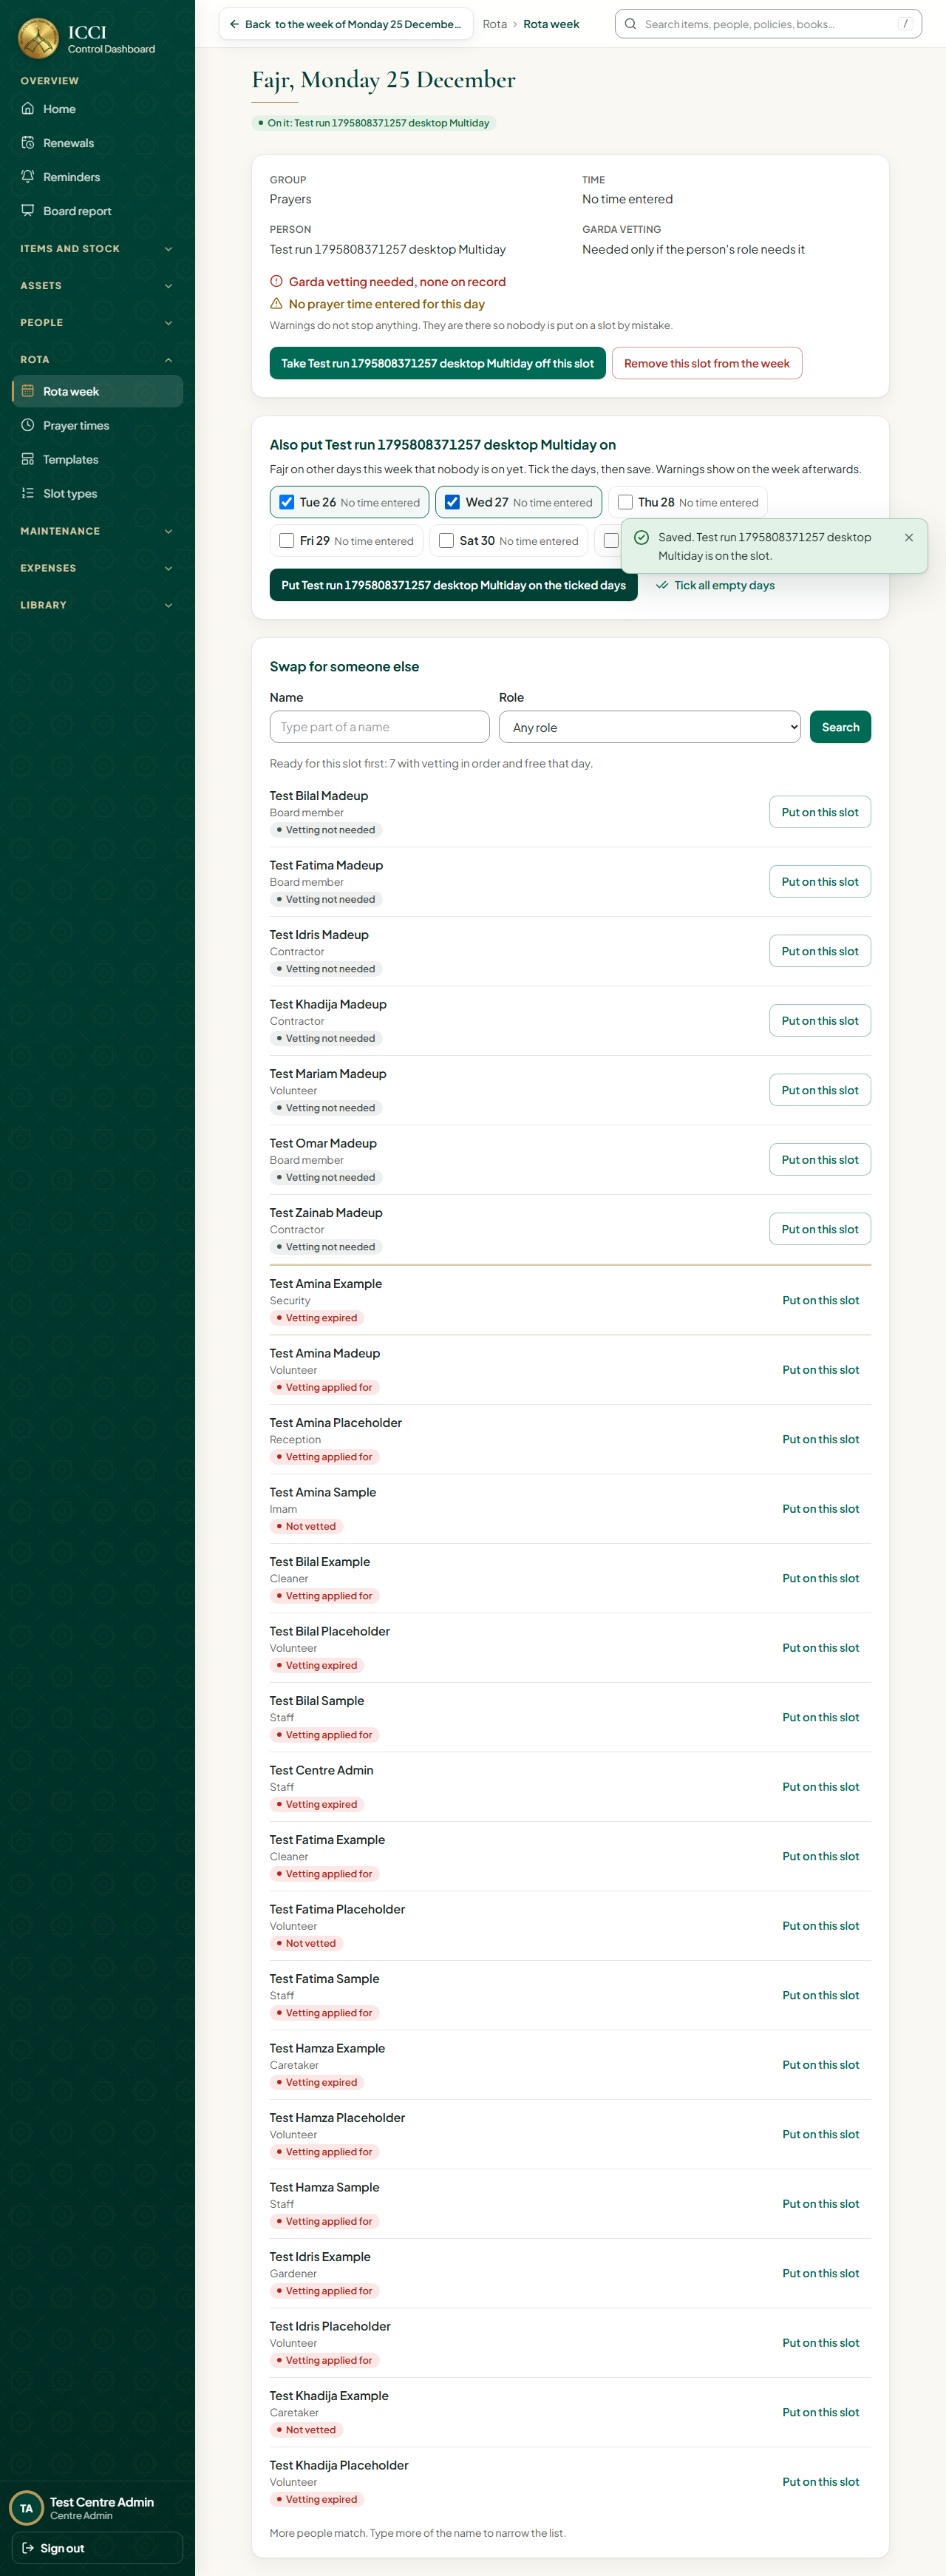 ICCI
Control Dashboard
OVERVIEW
Home
Renewals
Reminders
Board report
ITEMS AND STOCK
ASSETS
PEOPLE
ROTA
Rota week
Prayer times
Templates
Slot types
MAINTENANCE
EXPENSES
LIBRARY
TA
Test Centre Admin
Centre Admin
Sign out
Back to the week of Monday 25 Decembe...
Rota > Rota week
Search items, people, policies, books...
/
Fajr, Monday 25 December
On it: Test run 1795808371257 desktop Multiday
GROUP
Prayers
TIME
No time entered
PERSON
Test run 1795808371257 desktop Multiday
GARDA VETTING
Needed only if the person's role needs it
Garda vetting needed, none on record
No prayer time entered for this day
Warnings do not stop anything. They are there so nobody is put on a slot by mistake.
Take Test run 1795808371257 desktop Multiday off this slot
Remove this slot from the week
Also put Test run 1795808371257 desktop Multiday on
Fajr on other days this week that nobody is on yet. Tick the days, then save. Warnings show on the week afterwards.
Tue 26 No time entered
Wed 27 No time entered
Thu 28 No time entered
Fri 29 No time entered
Sat 30 No time entered
Saved. Test run 1795808371257 desktop
Multiday is on the slot.
Put Test run 1795808371257 desktop Multiday on the ticked days
Tick all empty days
Swap for someone else
Name
Type part of a name
Role
Any role
Search
Ready for this slot first: 7 with vetting in order and free that day.
Test Bilal Madeup
Board member
Vetting not needed
Put on this slot
Test Fatima Madeup
Board member
Vetting not needed
Put on this slot
Test Idris Madeup
Contractor
Vetting not needed
Put on this slot
Test Khadija Madeup
Contractor
Vetting not needed
Put on this slot
Test Mariam Madeup
Volunteer
Vetting not needed
Put on this slot
Test Omar Madeup
Board member
Vetting not needed
Put on this slot
Test Zainab Madeup
Contractor
Vetting not needed
Put on this slot
Test Amina Example
Security
Vetting expired
Put on this slot
Test Amina Madeup
Volunteer
Vetting applied for
Put on this slot
Test Amina Placeholder
Reception
Vetting applied for
Put on this slot
Test Amina Sample
Imam
Not vetted
Put on this slot
Test Bilal Example
Cleaner
Vetting applied for
Put on this slot
Test Bilal Placeholder
Volunteer
Vetting expired
Put on this slot
Test Bilal Sample
Staff
Vetting applied for
Put on this slot
Test Centre Admin
Staff
Vetting expired
Put on this slot
Test Fatima Example
Cleaner
Vetting applied for
Put on this slot
Test Fatima Placeholder
Volunteer
Not vetted
Put on this slot
Test Fatima Sample
Staff
Vetting applied for
Put on this slot
Test Hamza Example
Caretaker
Vetting expired
Put on this slot
Test Hamza Placeholder
Volunteer
Vetting applied for
Put on this slot
Test Hamza Sample
Staff
Vetting applied for
Put on this slot
Test Idris Example
Gardener
Vetting applied for
Put on this slot
Test Idris Placeholder
Volunteer
Vetting applied for
Put on this slot
Test Khadija Example
Caretaker
Not vetted
Put on this slot
Test Khadija Placeholder
Volunteer
Vetting expired
Put on this slot
More people match. Type more of the name to narrow the list.